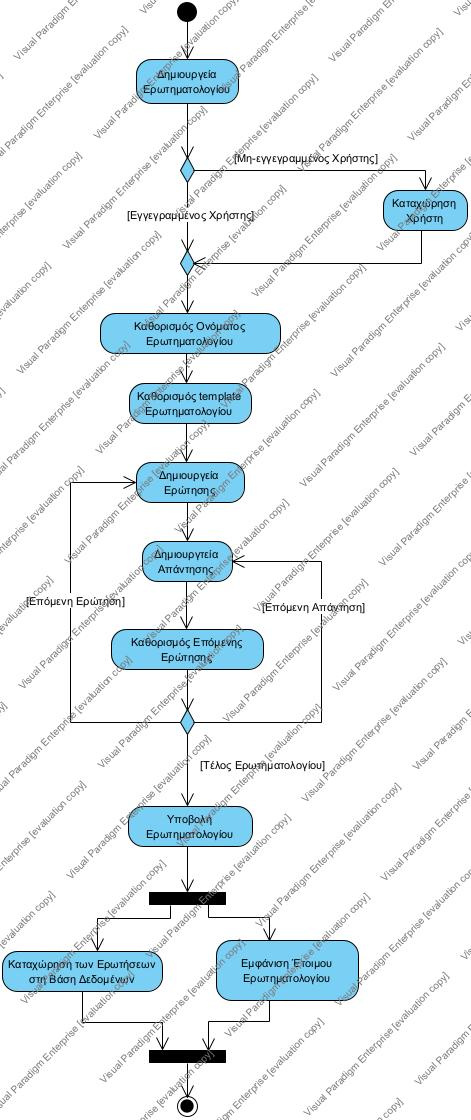 Δημιουργεία
Ερωτηματολογίου
[Μη-εγγεγραμμένος Χρήστης]
Καταχώρηση
Χρήστη
[Εγγεγραμμένος Χρήστης]
Καθορισμός Ονόματος
Ερωτηματολογίου
Καθορισμός template
Ερωτηματολογίου
Δημιουργεία
Ερώτησης
Δημιουργτεία
Απάντησης
[Επόμενη Ερώτηση]
[Επόμενη Απάντηση]
Καθορισμός Επόμενης
Ερώτησης
[Τέλος Ερωτηματολογίου]
Υποβολή
Ερωτηματολογίου
Καταχώρηση των Ερωτήσεων
στη Βάση Δεδομένων
Εμφάνιση Έτοιμου
Ερωτηματολογίου
Visual Paradigm Enterprise [evaluation copy]